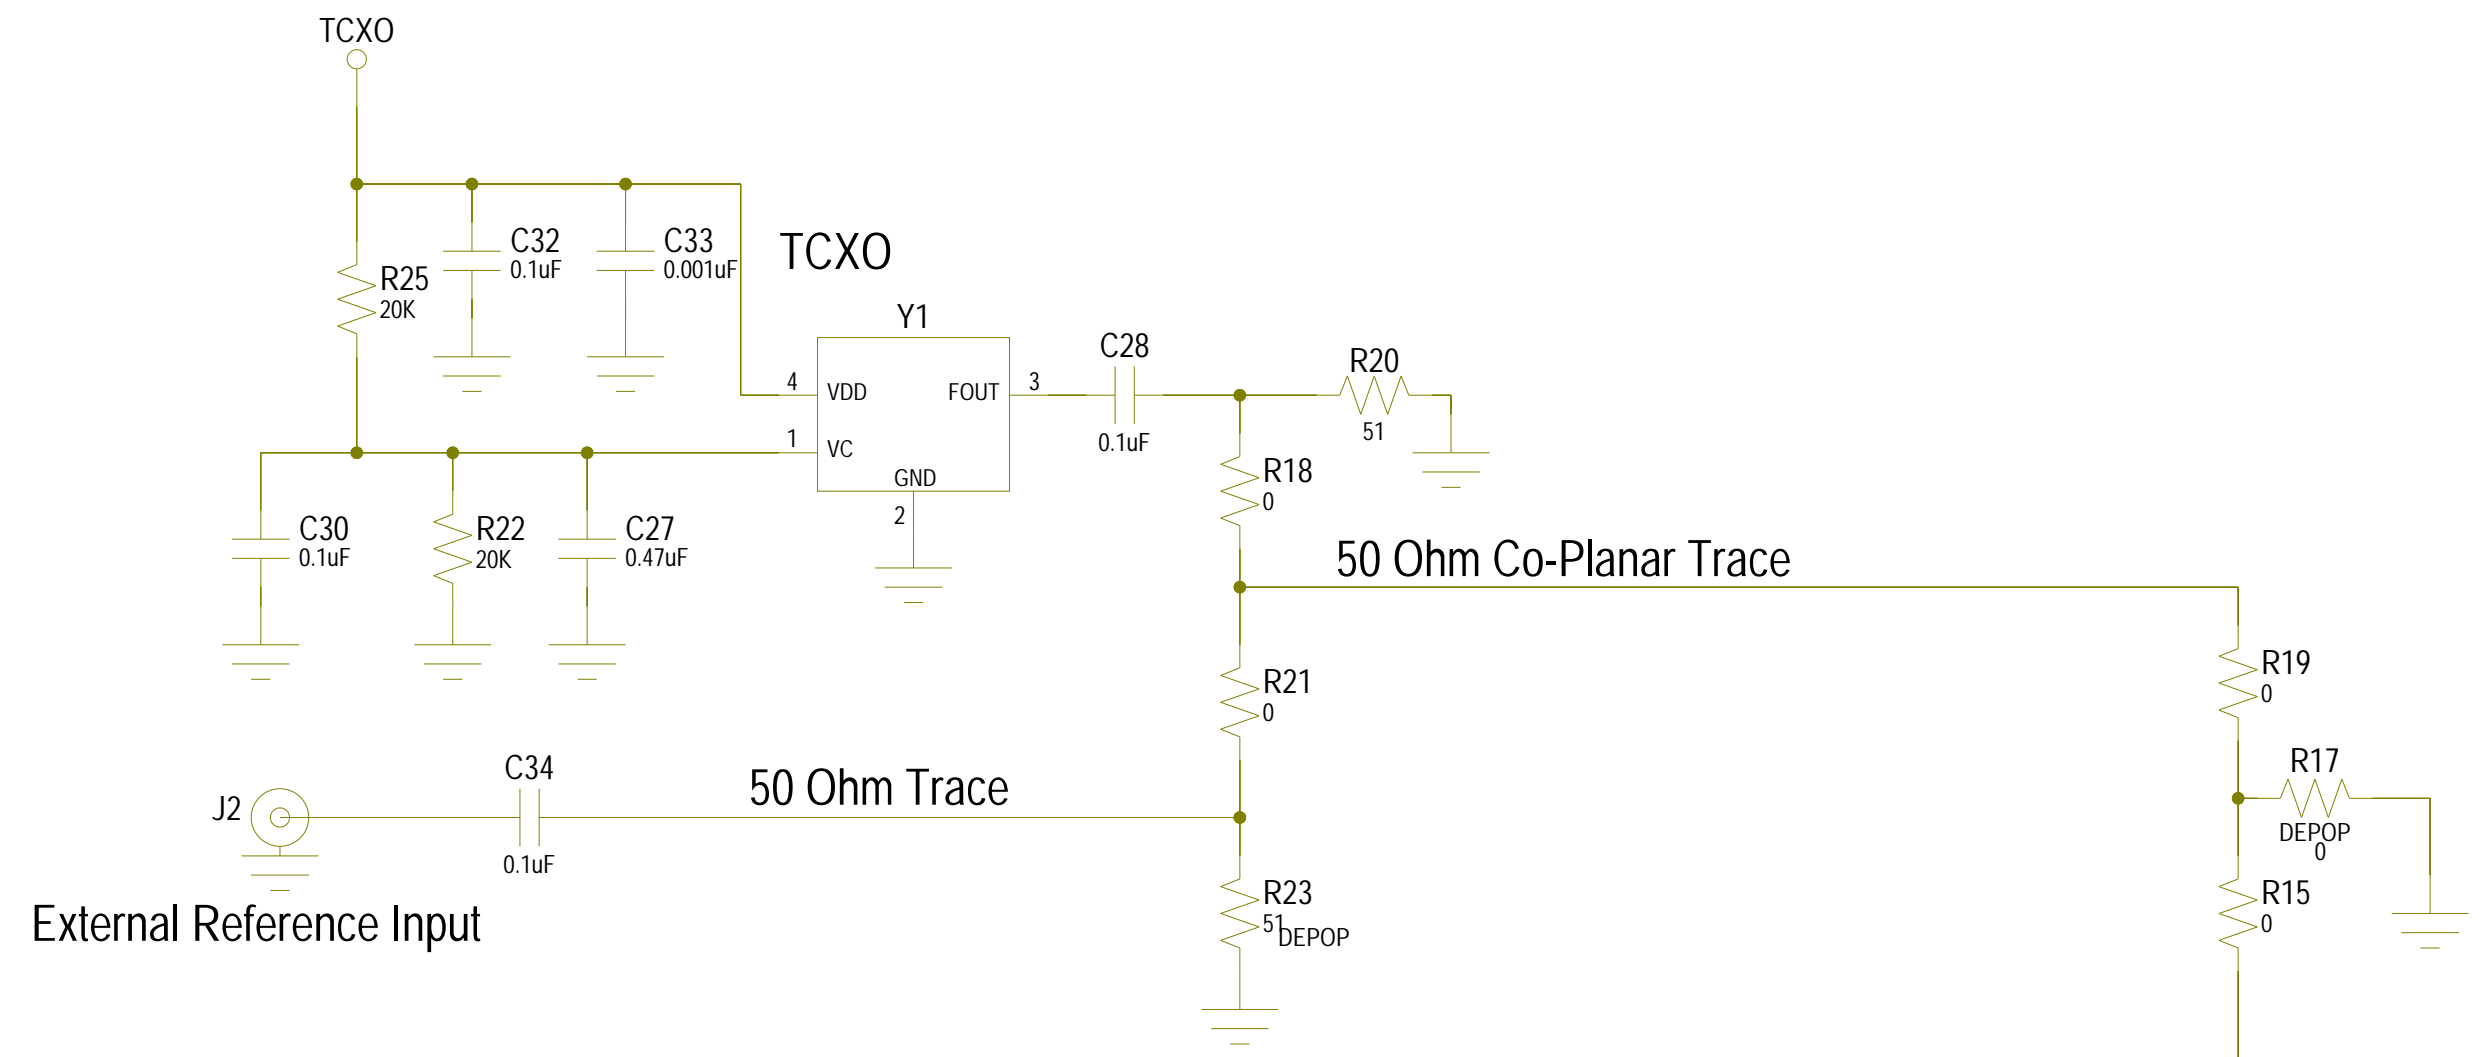 TCXO
C32
0.1uF
C33
0.001uF
R25
20K
TCXO
Y1
4
VDD
FOUT
3
1
VC
GND
2
C28
0.1uF
R20
51
R18
0
C30
0.1uF
R22
20K
C27
0.47uF
50 Ohm Co-Planar Trace
R21
0
R19
0
C34
0.1uF
50 Ohm Trace
J2
R17
DEPOP
0
External Reference Input
R23
51
DEPOP
R15
0